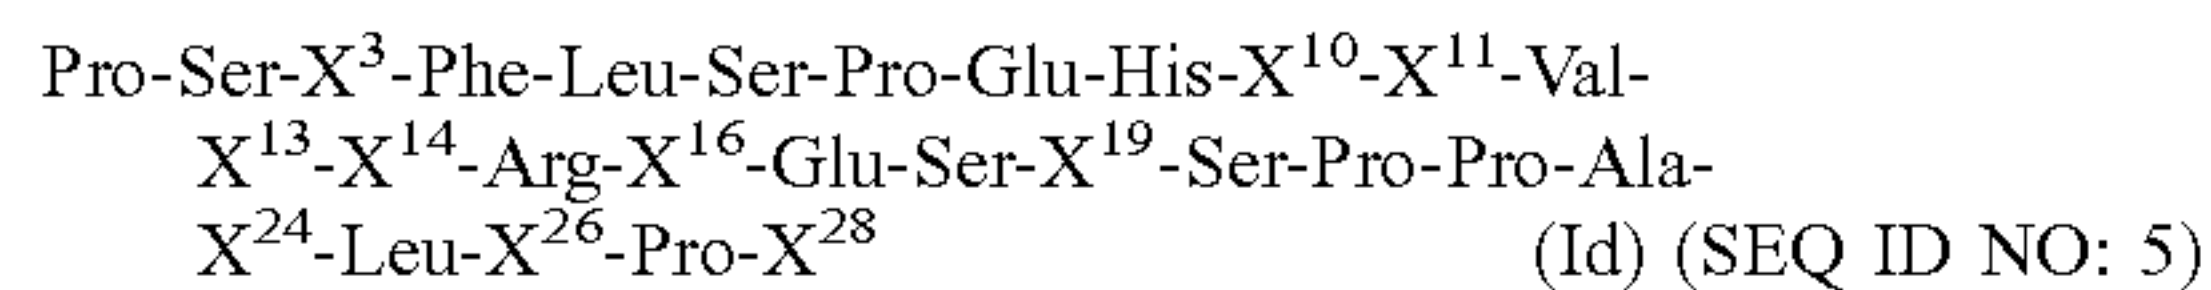 Pro-Ser-X³-Phe-Leu-Ser-Pro-Glu-His-X¹⁰-X¹¹-Val-
X¹³-X¹⁴-Arg-X¹⁶-Glu-Ser-X¹⁹-Ser-Pro-Pro-Ala-
X²⁴-Leu-X²⁶-Pro-X²⁸ (Id) (SEQ ID NO: 5)